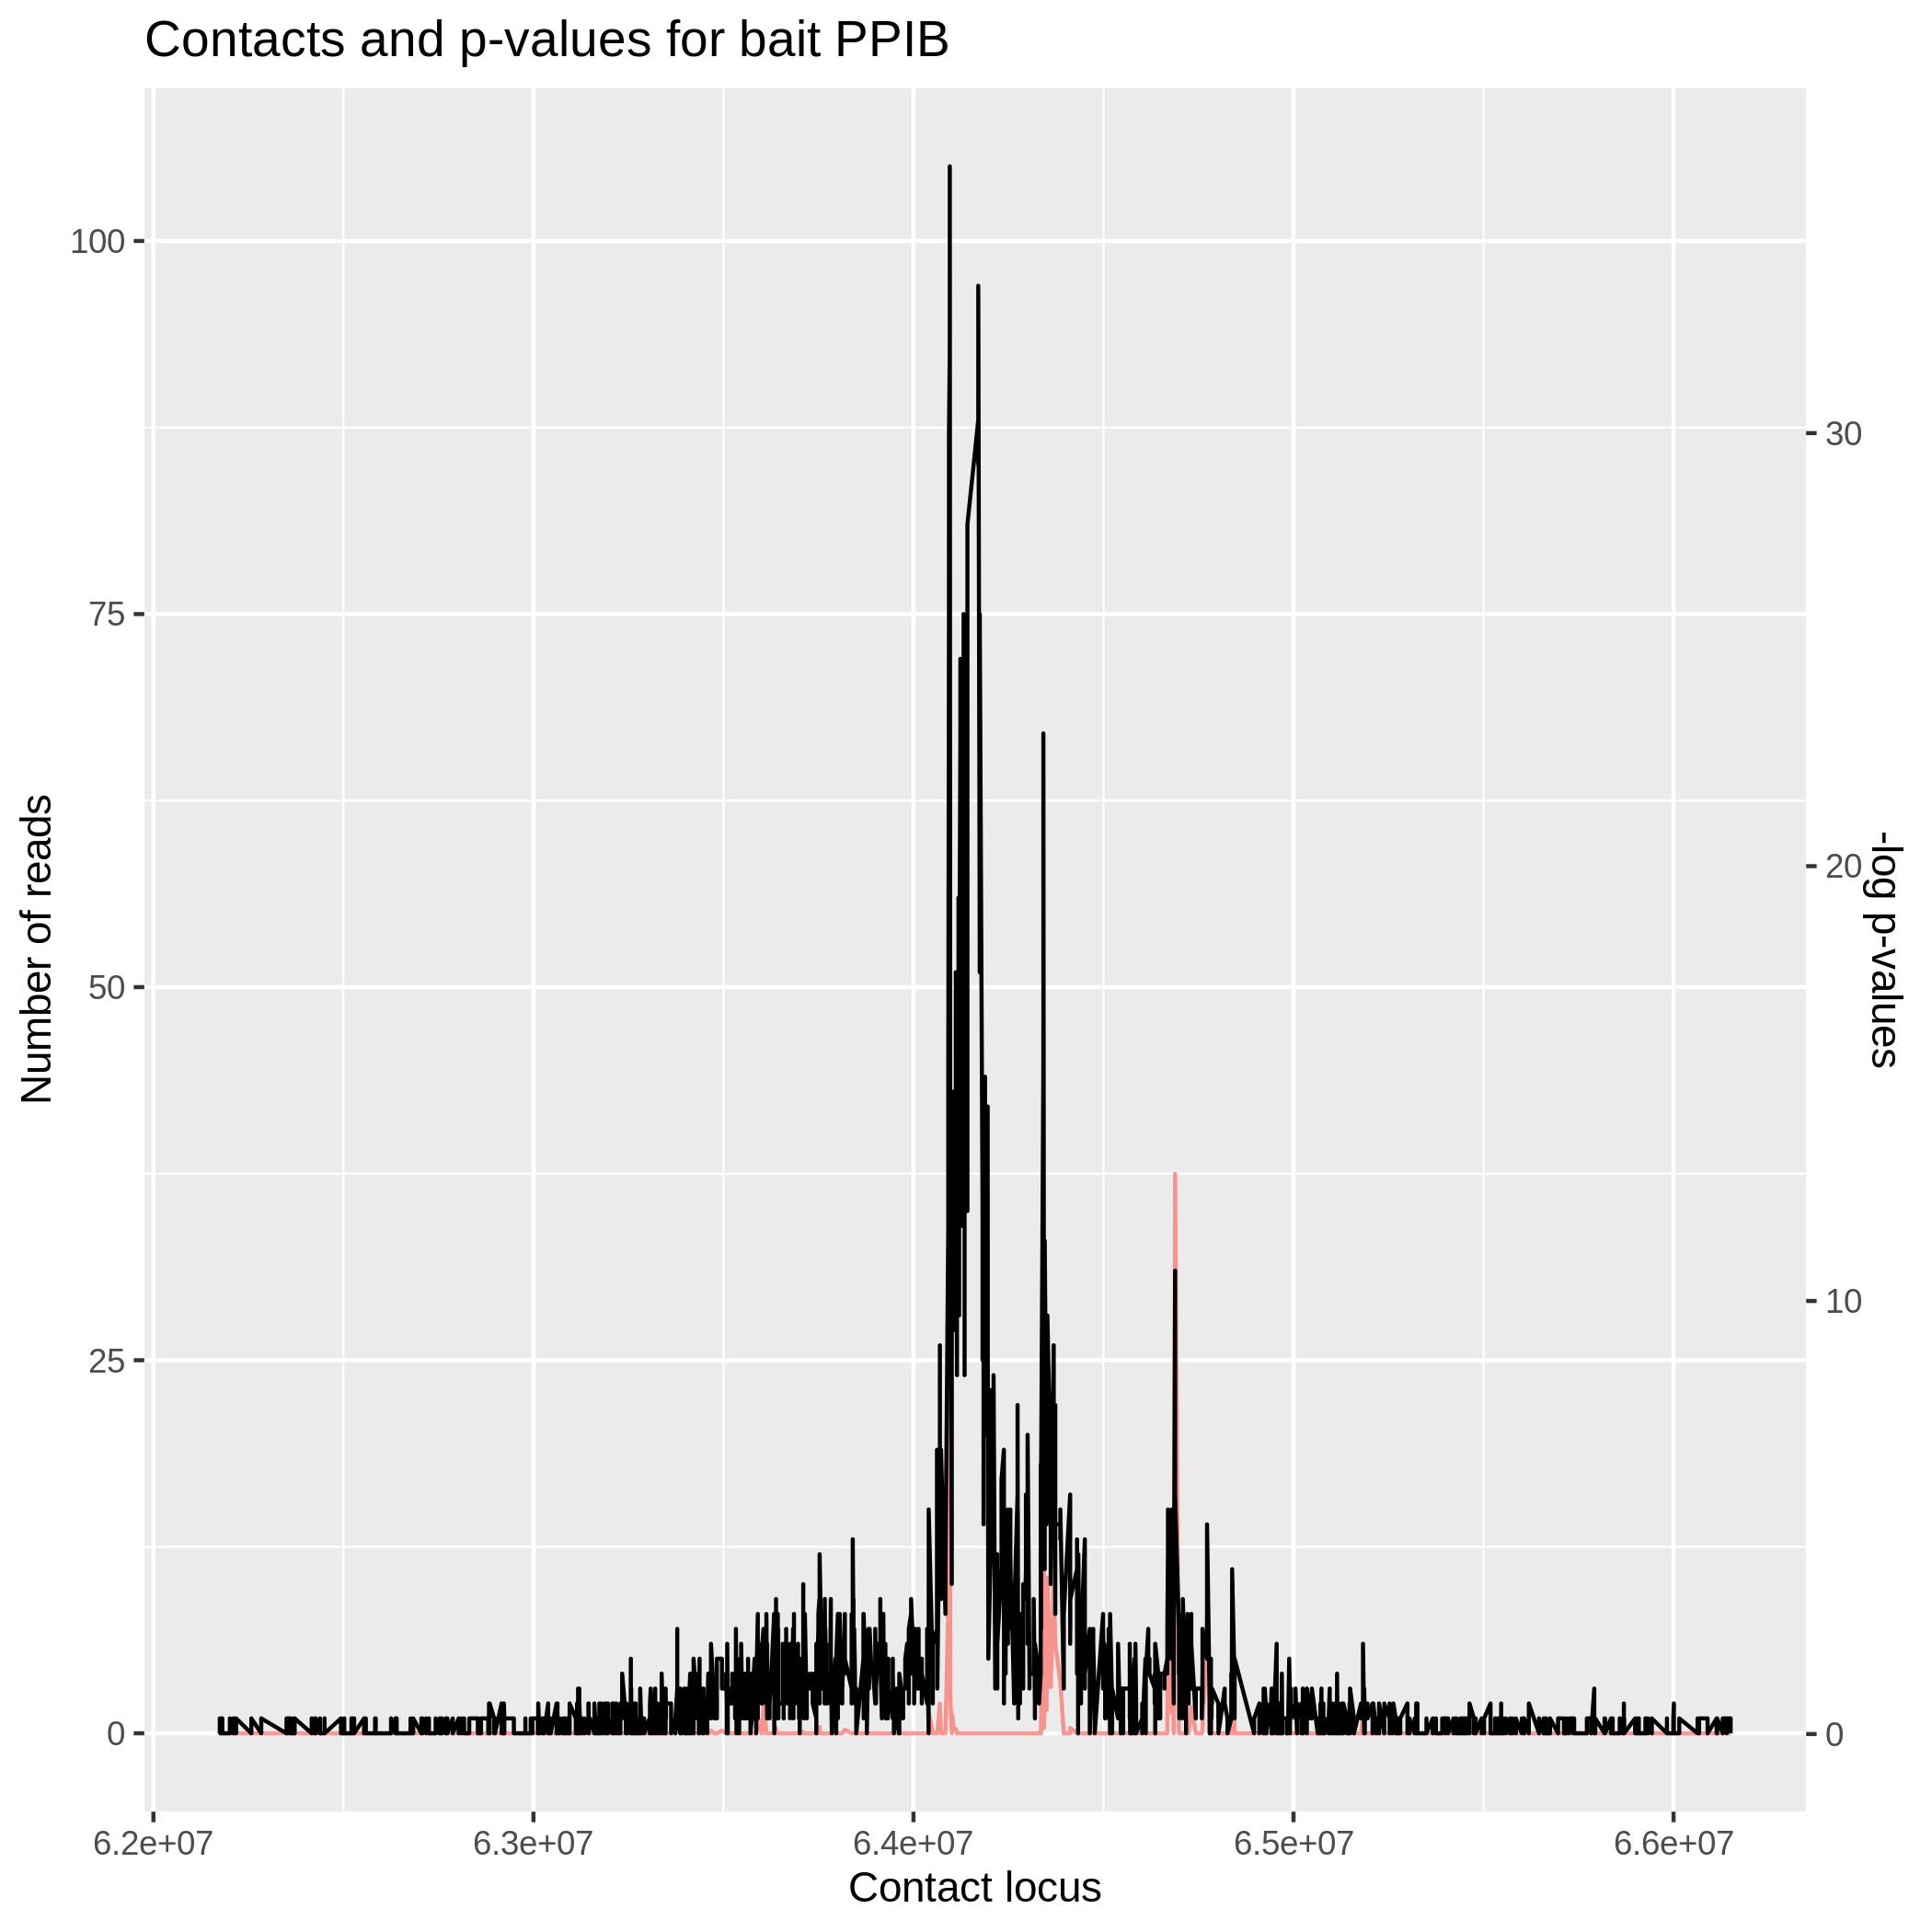 Contacts and p-values for bait PPIB
Number of reads
100
75
50
25
0
30
20
10
0
-log p-values
6.2e+07
6.3e+07
6.4e+07
6.5e+07
6.6e+07
Contact locus